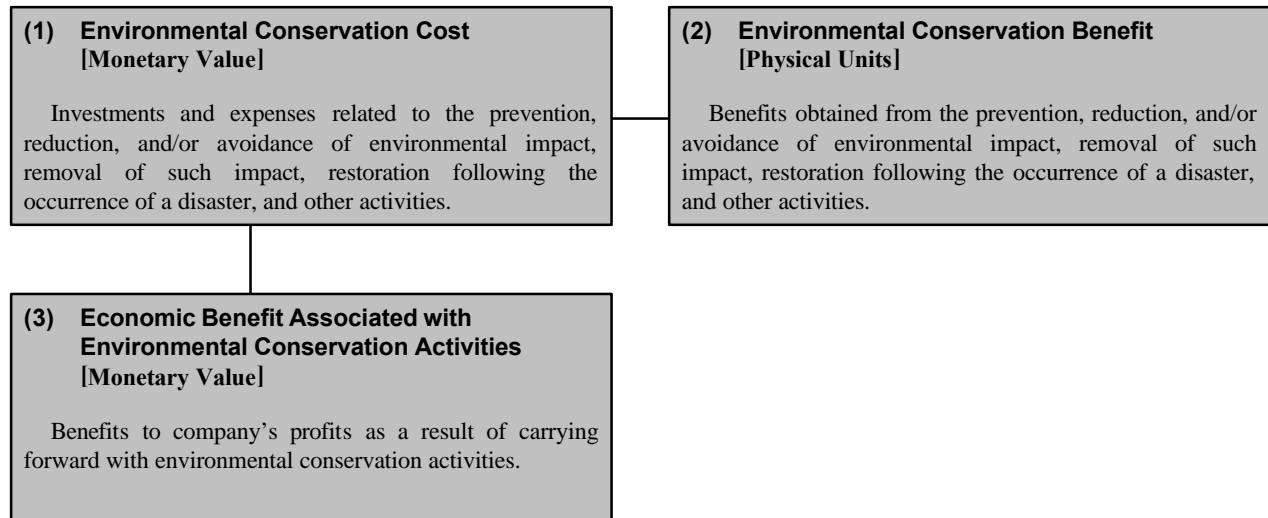 (1) Environmental Conservation Cost
[Monetary Value]
Investments and expenses related to the prevention,
reduction, and/or avoidance of environmental impact,
removal of such impact, restoration following the
occurrence of a disaster, and other activities.
(2) Environmental Conservation Benefit
[Physical Units]
Benefits obtained from the prevention, reduction, and/or
avoidance of environmental impact, removal of such
impact, restoration following the occurrence of a disaster,
and other activities.
(3) Economic Benefit Associated with
Environmental Conservation Activities
[Monetary Value]
Benefits to company’s profits as a result of carrying
forward with environmental conservation activities.